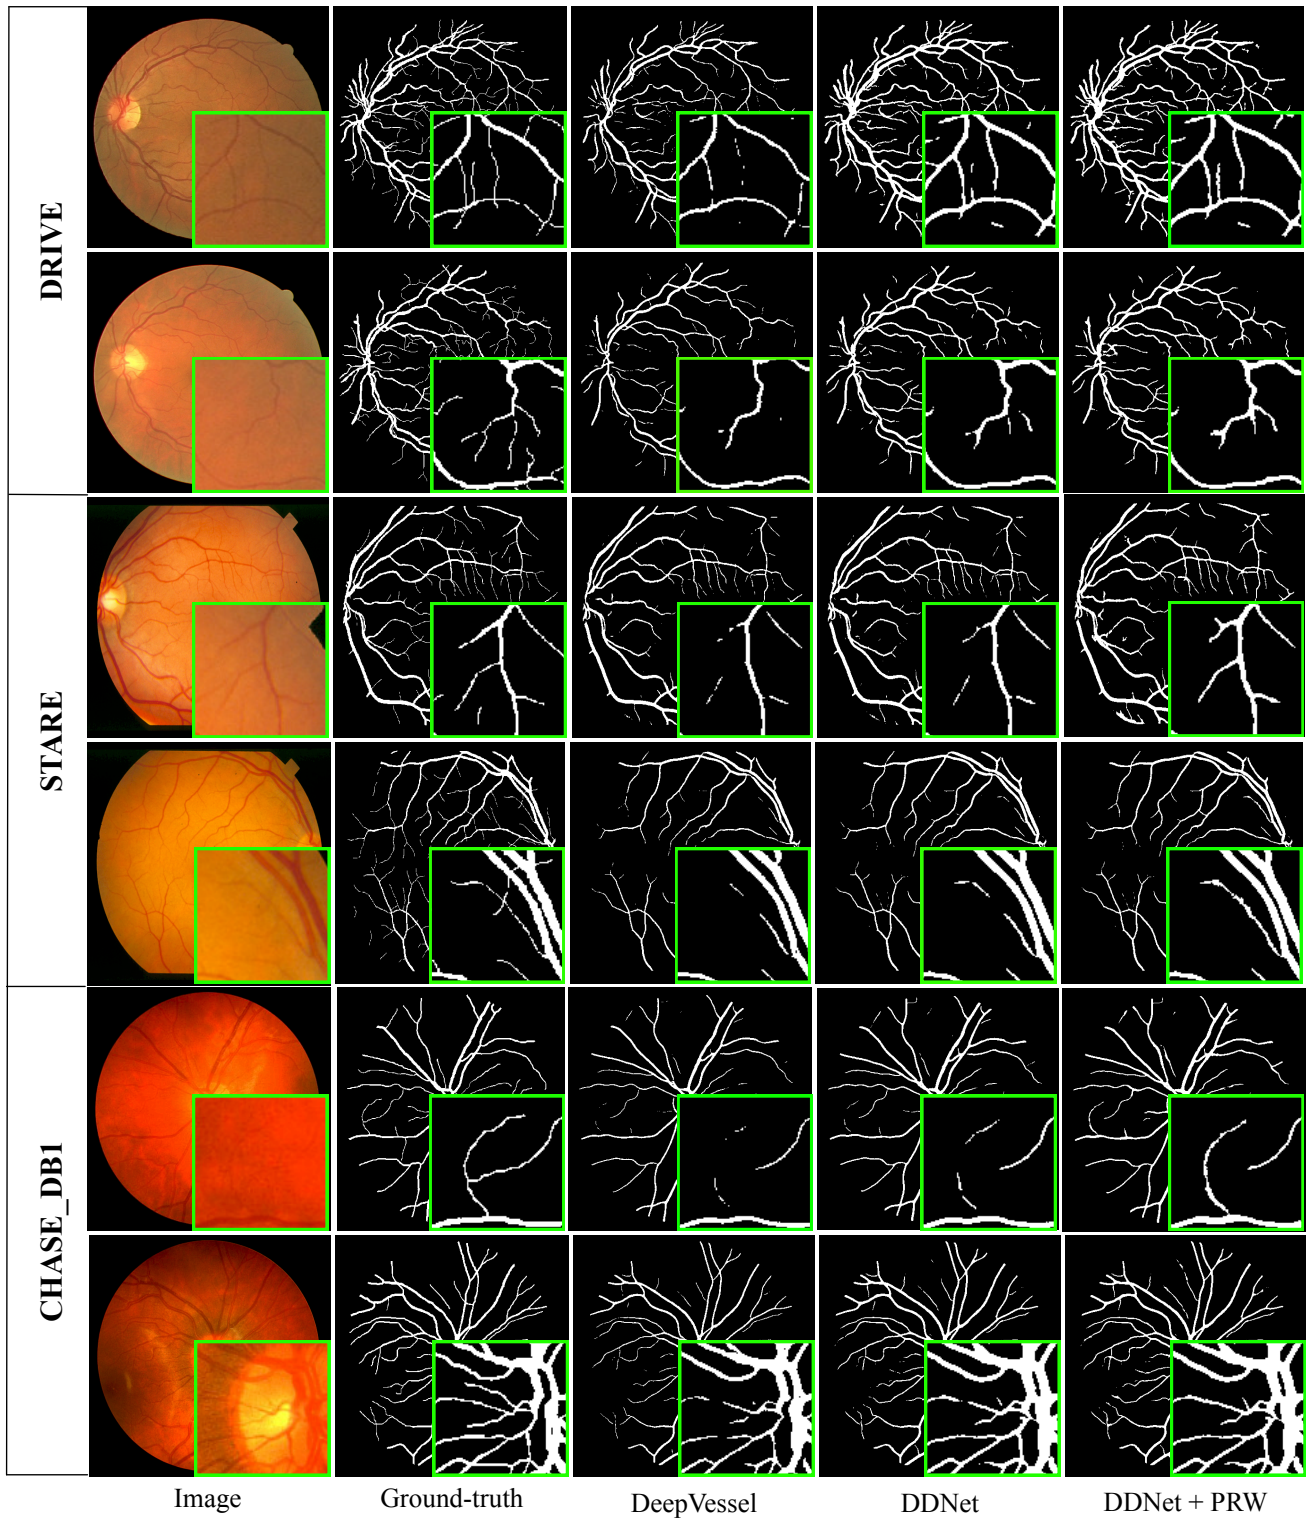 DRIVE
STARE
CHASE_DB1
Image
Ground-truth
DeepVessel
DDNet
DDNet + PRW